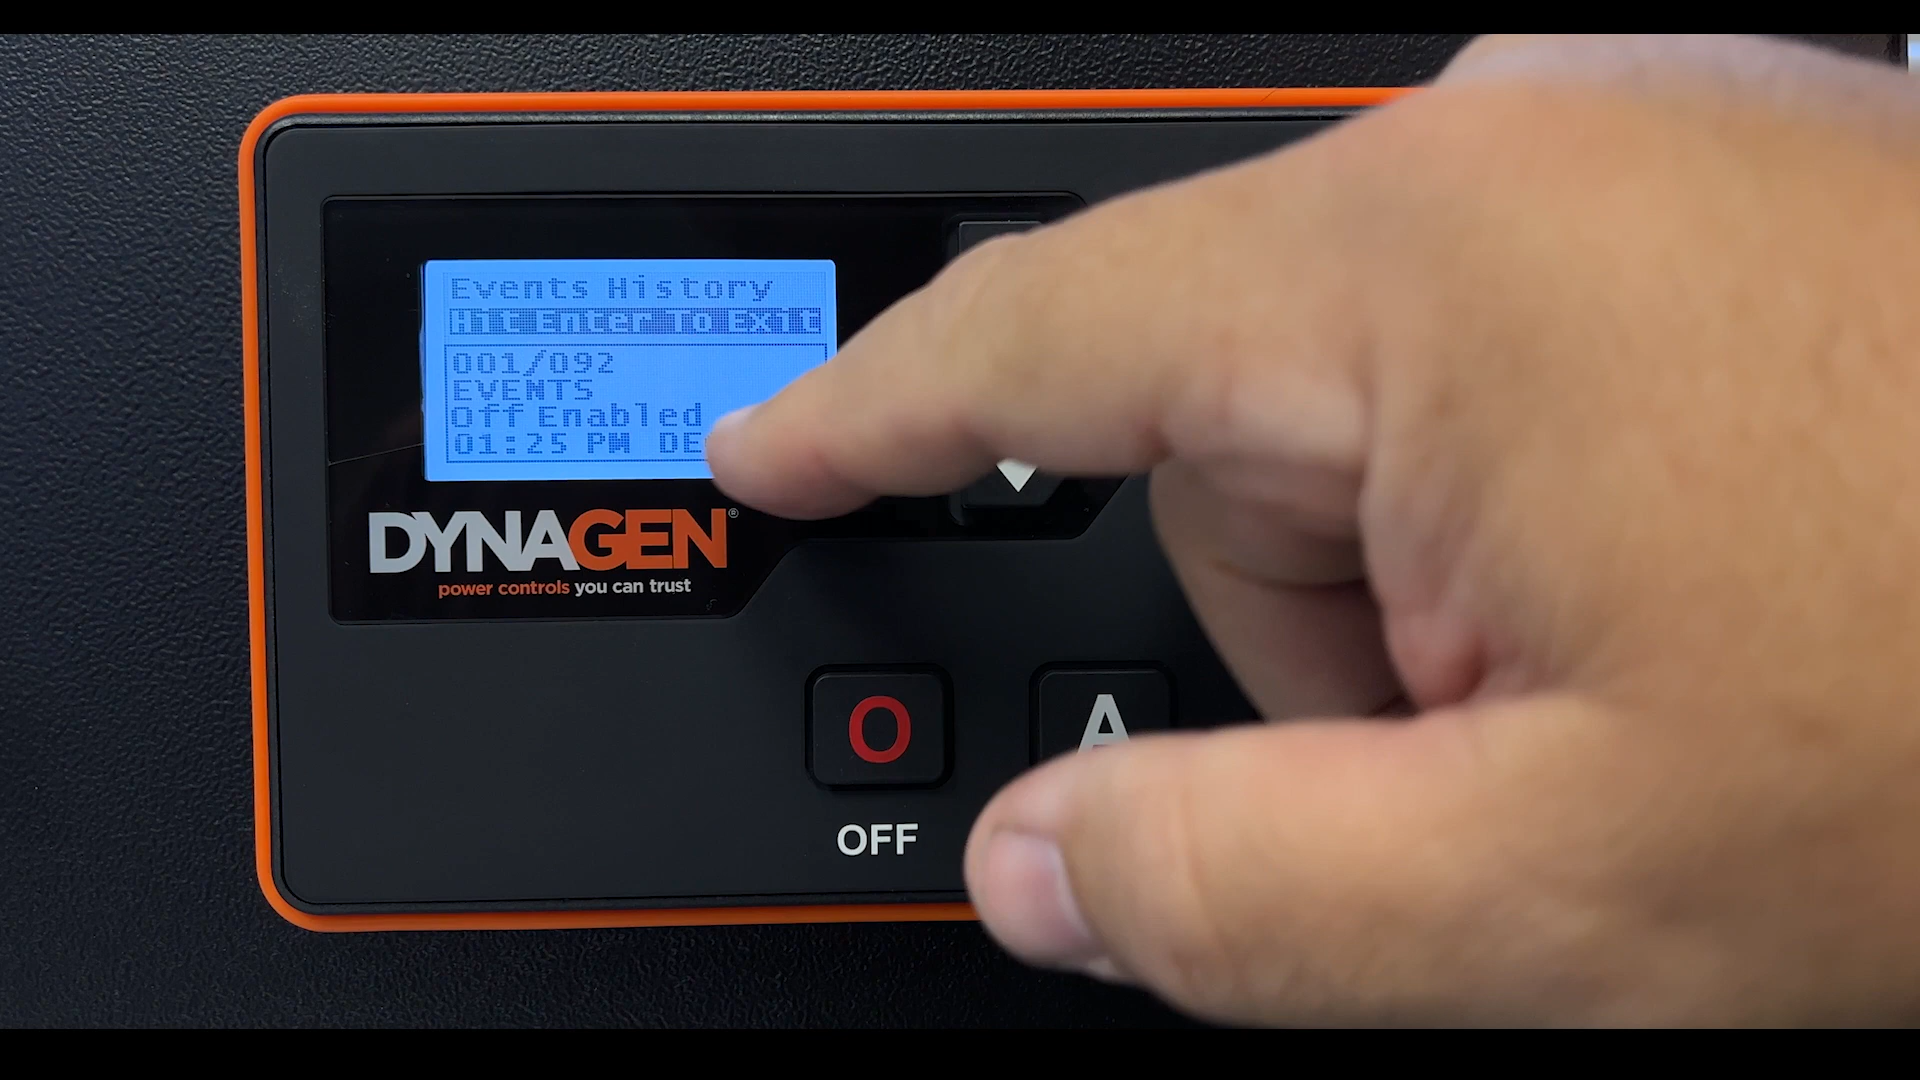 Events History
Hit Enter To Exit
001/092
EVENTS
Off Enabled
01:25 PM DE
DYNAGEN®
power controls you can trust
O
A
OFF